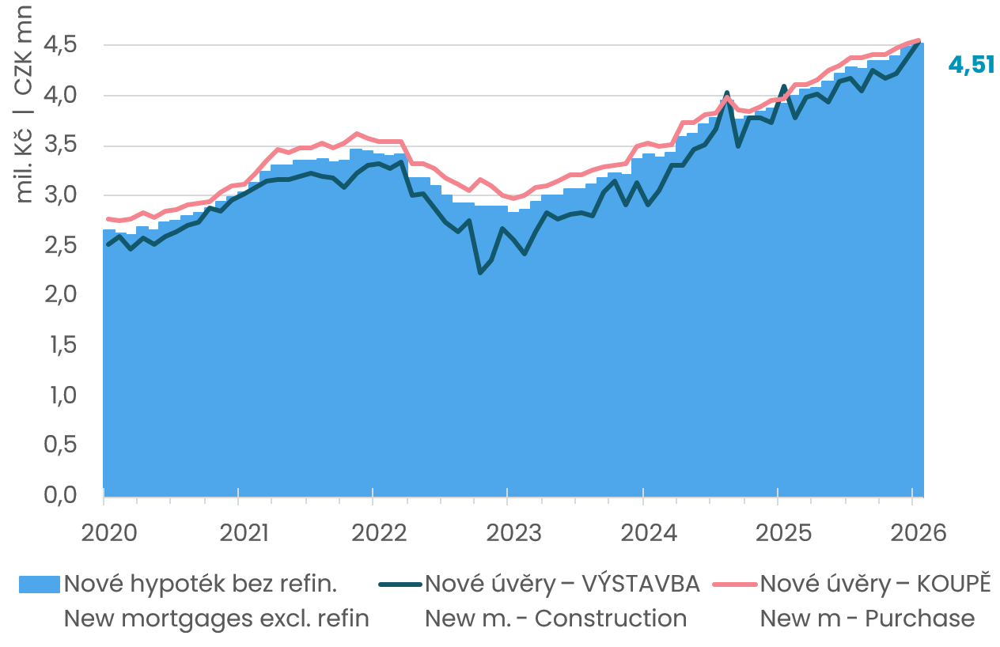 mil. Kč | CZK mn
4,5
4,0
3,5
3,0
2,5
2,0
1,5
1,0
0,5
0,0
4,51
2020 2021 2022 2023 2024 2025 2026
Nové hypoték bez refin. Nové úvěry – VÝSTAVBA Nové úvěry – KOUPĚ
New mortgages excl. refin New m. - Construction New m - Purchase